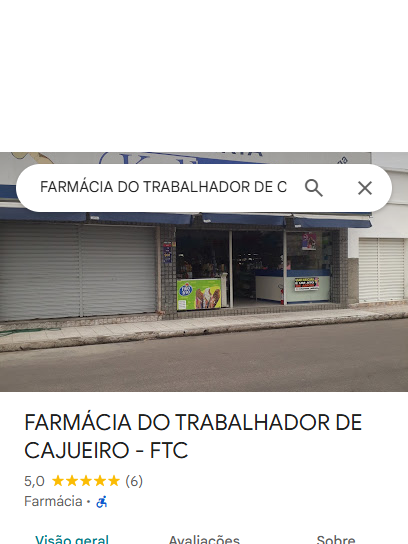 FARMÁCIA DO TRABALHADOR DE C
FARMÁCIA DO TRABALHADOR DE
CAJUEIRO - FTC
5,0 (6)
Farmácia ·
Visão geral Avaliações Sobre